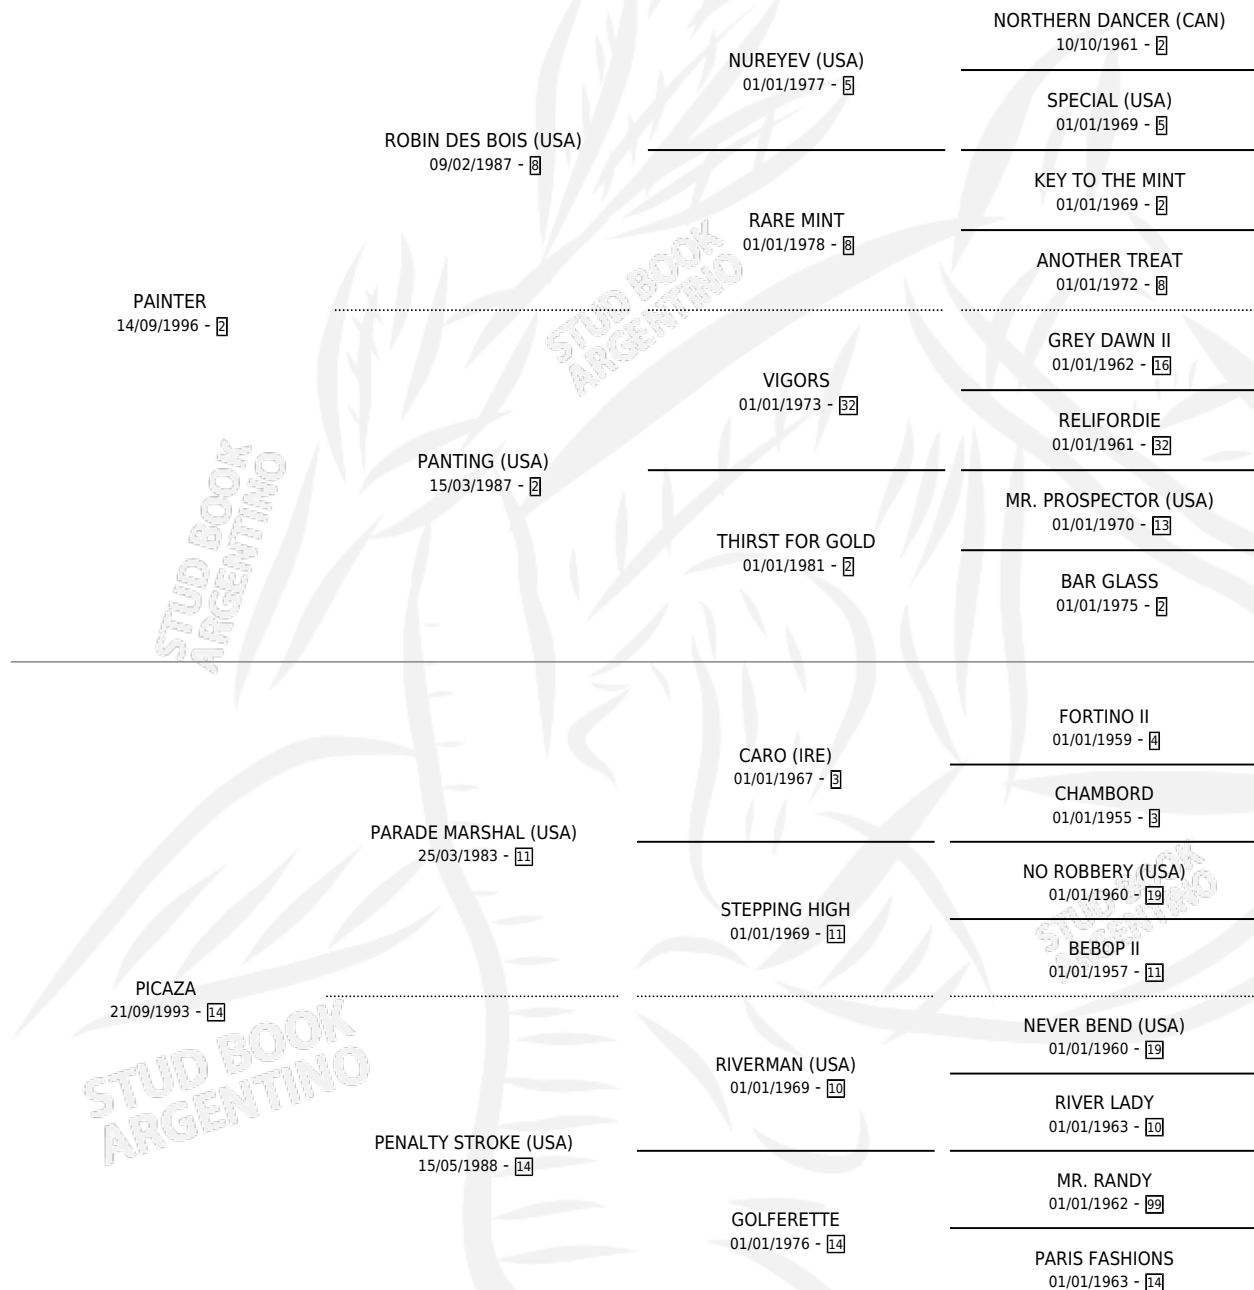 NORTHERN DANCER (CAN)
10/10/1961 - 2
NUREYEV (USA)
01/01/1977 - 5
SPECIAL (USA)
01/01/1969 - 5
ROBIN DES BOIS (USA)
09/02/1987 - 8
KEY TO THE MINT
01/01/1969 - 2
RARE MINT
01/01/1978 - 8
ANOTHER TREAT
01/01/1972 - 8
PAINTER
14/09/1996 - 2
GREY DAWN II
01/01/1962 - 16
VIGORS
01/01/1973 - 32
RELIFORDIE
01/01/1961 - 32
PANTING (USA)
15/03/1987 - 2
MR. PROSPECTOR (USA)
01/01/1970 - 13
THIRST FOR GOLD
01/01/1981 - 2
BAR GLASS
01/01/1975 - 2
FORTINO II
01/01/1959 - 4
CARO (IRE)
01/01/1967 - 3
CHAMBORD
01/01/1955 - 3
PARADE MARSHAL (USA)
25/03/1983 - 11
NO ROBBERY (USA)
01/01/1960 - 19
STEPPING HIGH
01/01/1969 - 11
BEBOP II
01/01/1957 - 11
PICAZA
21/09/1993 - 14
NEVER BEND (USA)
01/01/1960 - 19
RIVERMAN (USA)
01/01/1969 - 10
RIVER LADY
01/01/1963 - 10
PENALTY STROKE (USA)
15/05/1988 - 14
MR. RANDY
01/01/1962 - 99
GOLFERETTE
01/01/1976 - 14
PARIS FASHIONS
01/01/1963 - 14
STUD BOOK
ARGENTINO
STUD BOOK
ARGENTINO
STUD BOOK
ARGENTINO
STUD BOOK
ARGENTINO